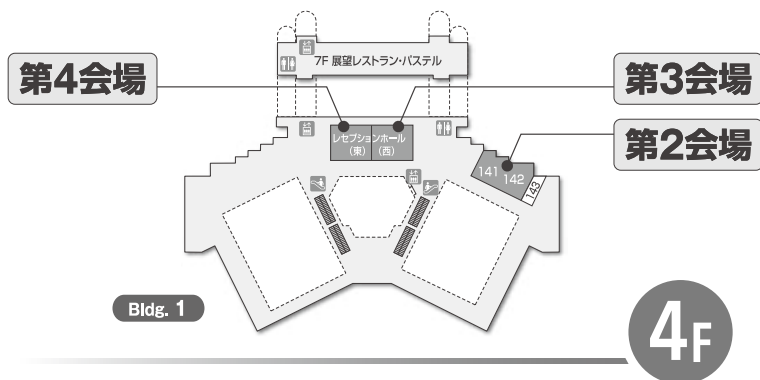 7F 展望レストラン・パステル
第4会場
第3会場
レセプションホール
(東) (西)
第2会場
141 142
143
Bldg. 1
4F